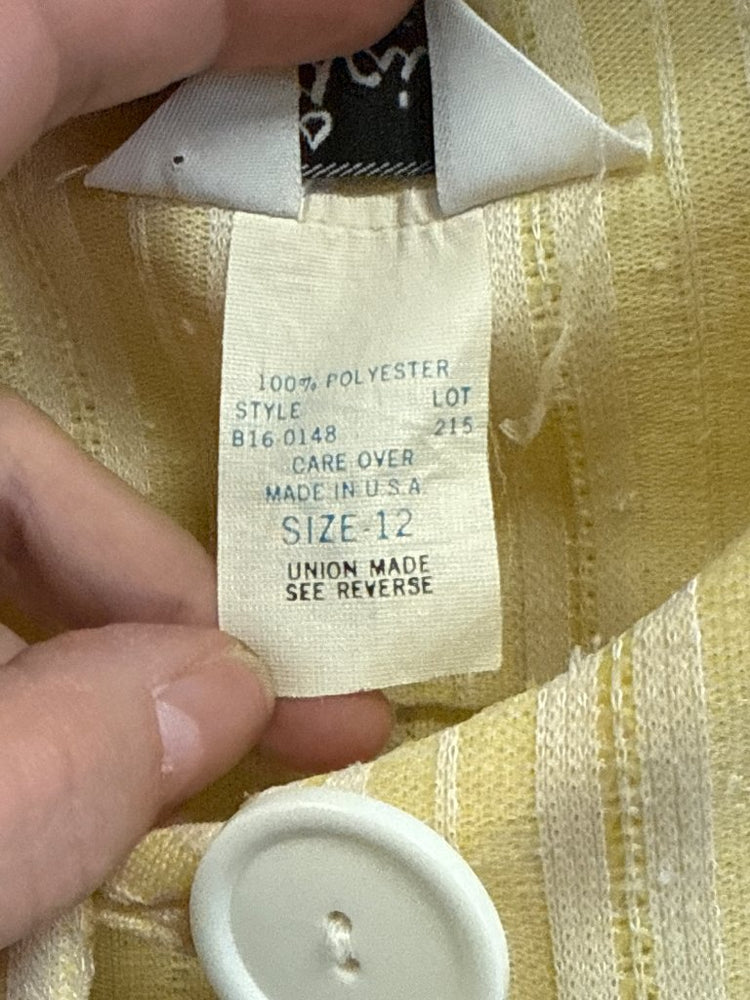 100% POLYESTER
STYLE LOT
B16 0148 215
CARE OVER
MADE IN U.S.A.
SIZE-12
UNION MADE
SEE REVERSE